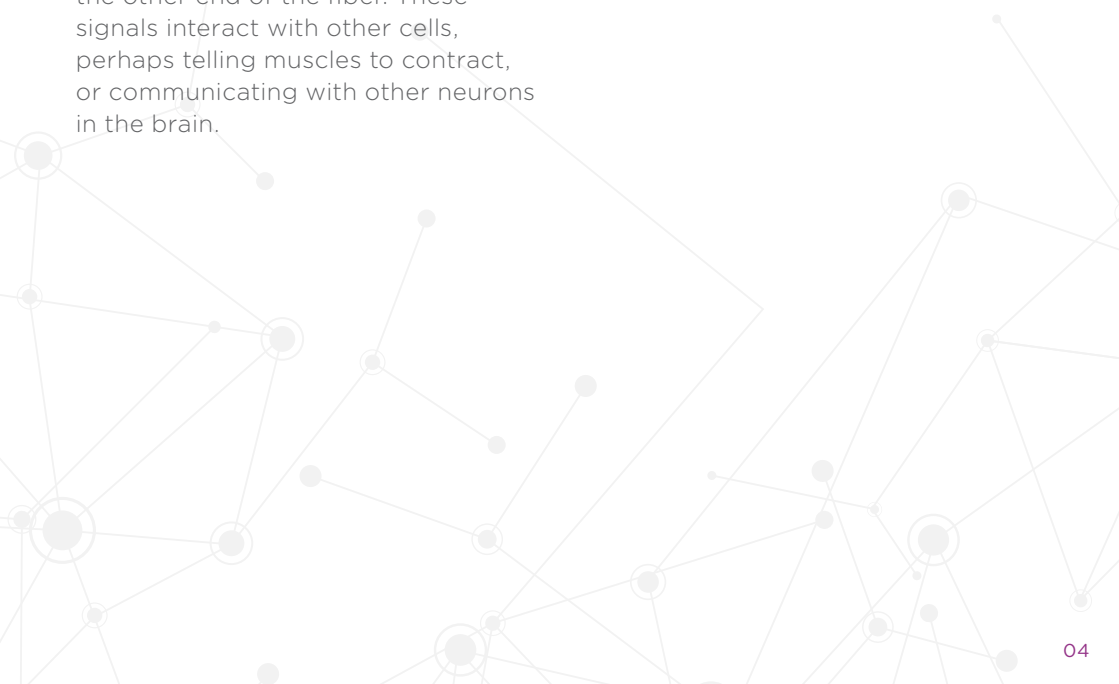 the other end of the fiber. These
signals interact with other cells,
perhaps telling muscles to contract,
or communicating with other neurons
in the brain.
04